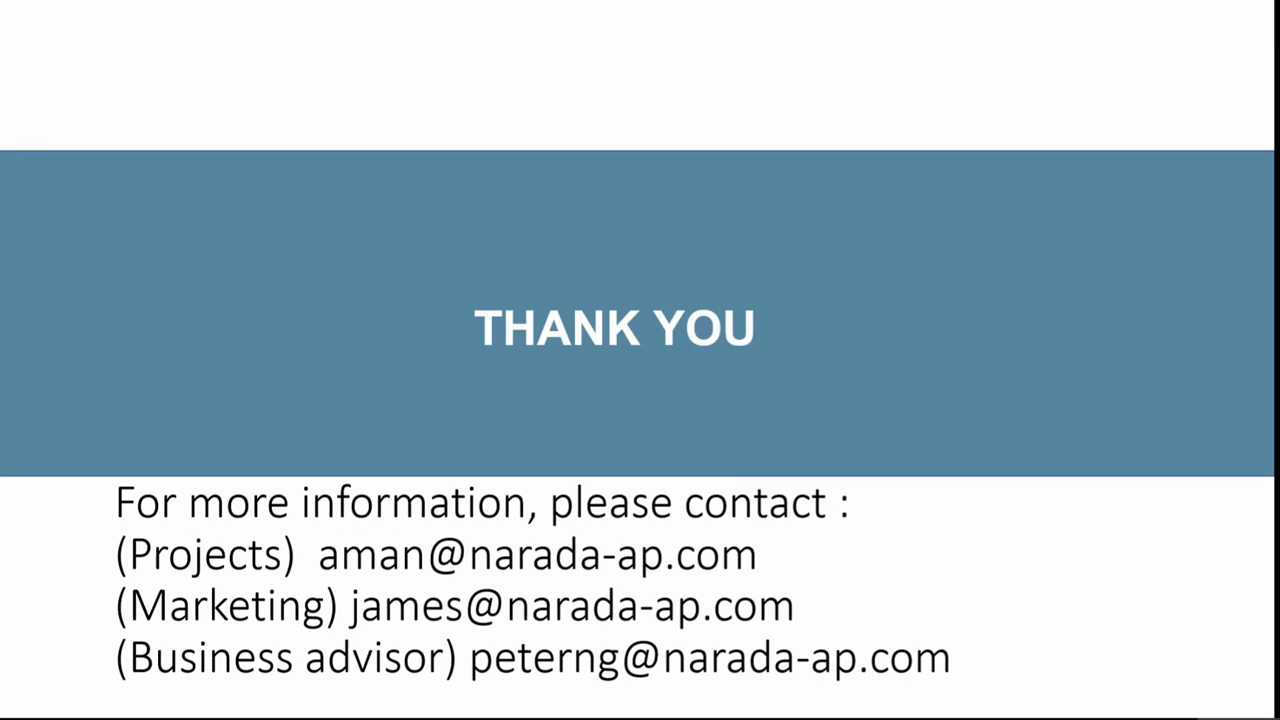 THANK YOU
For more information, please contact :
(Projects)  aman@narada-ap.com
(Marketing) james@narada-ap.com
(Business advisor) peterng@narada-ap.com